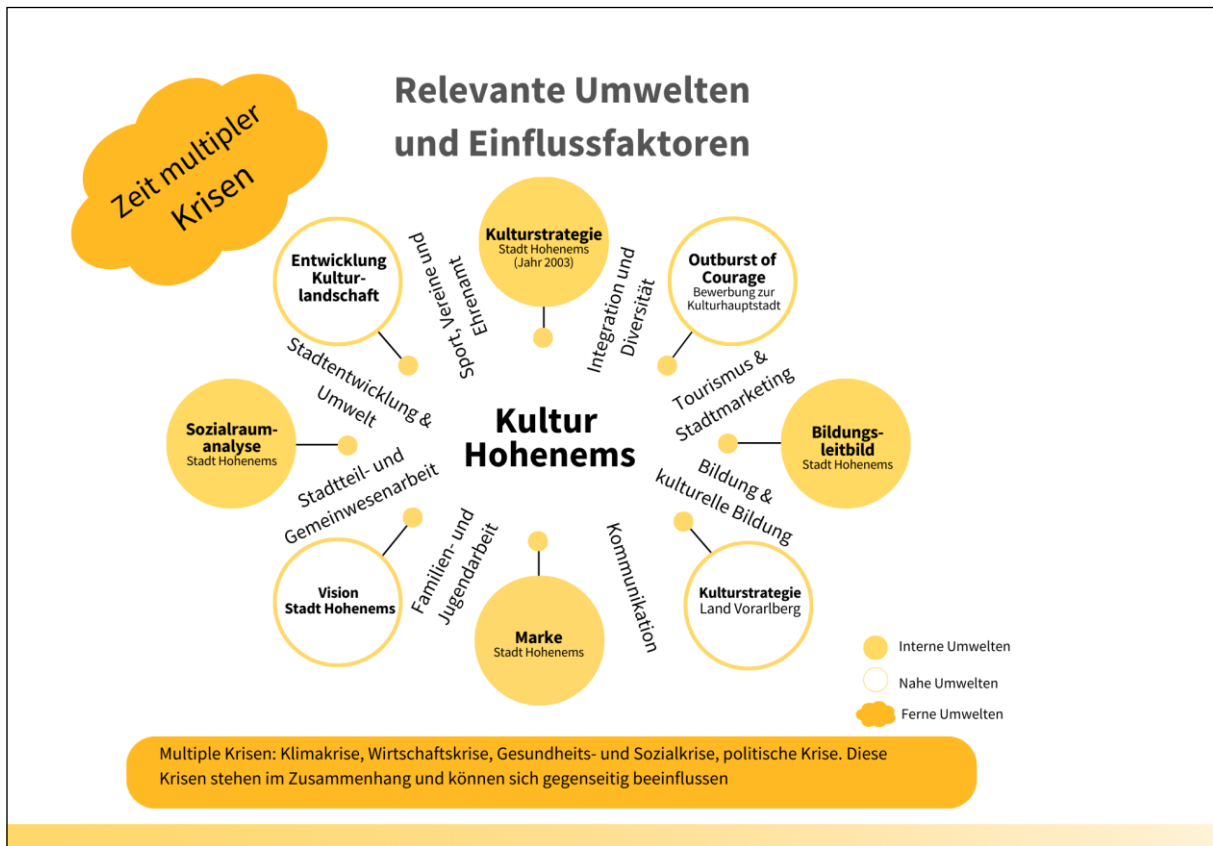 Relevante Umwelten
und Einflussfaktoren
Zeit multipler
Krisen
Kulturstrategie
Stadt Hohenems
(Jahr 2003)
Integration und
Diversität
Outburst of
Courage
Bewerbung zur
Kulturhauptstadt
Tourismus &
Stadtmarketing
Bildungs-
leitbild
Stadt Hohenems
Bildung &
kulturelle Bildung
Kulturstrategie
Land Vorarlberg
Kommunikation
Marke
Stadt Hohenems
Familien- und
Jugendarbeit
Vision
Stadt Hohenems
Stadtteil- und
Gemeinwesenarbeit
Sozialraum-
analyse
Stadt Hohenems
Stadtentwicklung &
Umwelt
Entwicklung
Kultur-
landschaft
Sport, Vereine und
Ehrenamt
Kultur
Hohenems
Interne Umwelten
Nahe Umwelten
Ferne Umwelten
Multiple Krisen: Klimakrise, Wirtschaftskrise, Gesundheits- und Sozialkrise, politische Krise. Diese
Krisen stehen im Zusammenhang und können sich gegenseitig beeinflussen